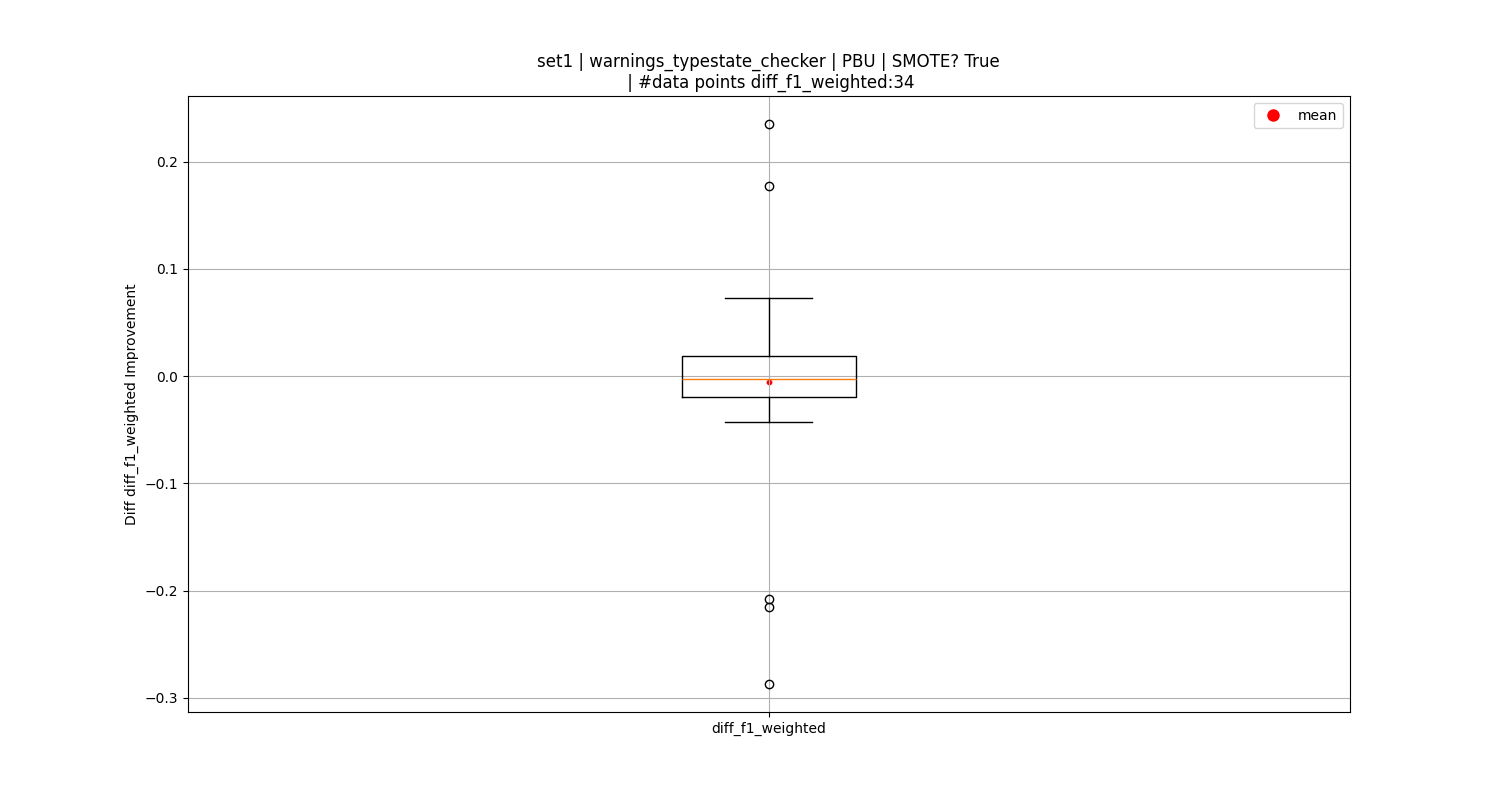 set1 | warnings_typestate_checker | PBU | SMOTE? True
| #data points diff_f1_weighted:34
mean
0.2
0.1
0.0
−0.1
−0.2
−0.3
Diff diff_f1_weighted Improvement
diff_f1_weighted